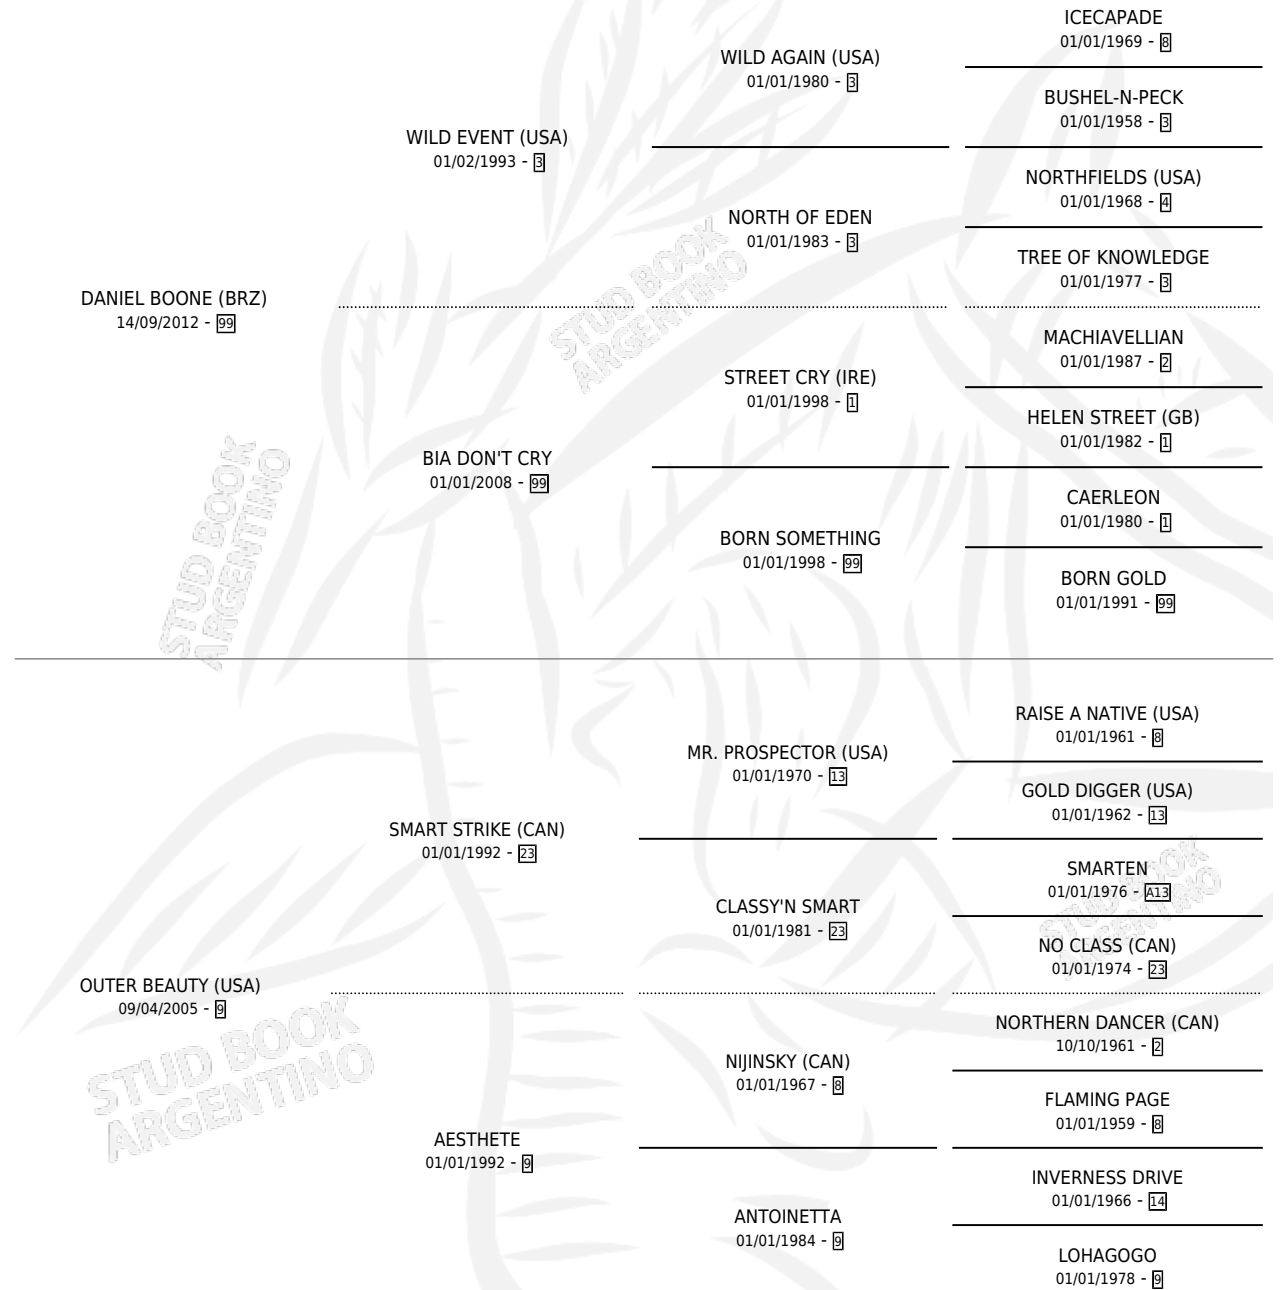 ICECAPADE
01/01/1969 - 8
WILD AGAIN (USA)
01/01/1980 - 3
BUSHEL-N-PECK
01/01/1958 - 3
WILD EVENT (USA)
01/02/1993 - 3
NORTHFIELDS (USA)
01/01/1968 - 4
NORTH OF EDEN
01/01/1983 - 3
TREE OF KNOWLEDGE
01/01/1977 - 3
DANIEL BOONE (BRZ)
14/09/2012 - 99
STUD BOOK
ARGENTINO
MACHIAVELLIAN
01/01/1987 - 2
STREET CRY (IRE)
01/01/1998 - 1
HELEN STREET (GB)
01/01/1982 - 1
BIA DON'T CRY
01/01/2008 - 99
CAERLEON
01/01/1980 - 1
BORN SOMETHING
01/01/1998 - 99
BORN GOLD
01/01/1991 - 99
STUD BOOK
ARGENTINO
RAISE A NATIVE (USA)
01/01/1961 - 8
MR. PROSPECTOR (USA)
01/01/1970 - 13
GOLD DIGGER (USA)
01/01/1962 - 13
SMART STRIKE (CAN)
01/01/1992 - 23
SMARTEN
01/01/1976 - A13
CLASSY'N SMART
01/01/1981 - 23
NO CLASS (CAN)
01/01/1974 - 23
STUD BOOK
ARGENTINO
OUTER BEAUTY (USA)
09/04/2005 - 9
NORTHERN DANCER (CAN)
10/10/1961 - 2
NIJINSKY (CAN)
01/01/1967 - 8
FLAMING PAGE
01/01/1959 - 8
STUD BOOK
ARGENTINO
AESTHETE
01/01/1992 - 9
INVERNESS DRIVE
01/01/1966 - 14
ANTOINETTA
01/01/1984 - 9
LOHAGOGO
01/01/1978 - 9